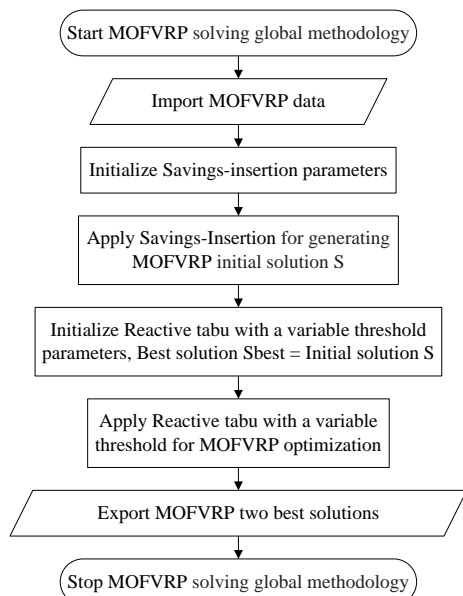 Start MOFVRP solving global methodology
Import MOFVRP data
Initialize Savings-insertion parameters
Apply Savings-Insertion for generating
MOFVRP initial solution S
Initialize Reactive tabu with a variable threshold
parameters, Best solution Sbest = Initial solution S
Apply Reactive tabu with a variable
threshold for MOFVRP optimization
Export MOFVRP two best solutions
Stop MOFVRP solving global methodology